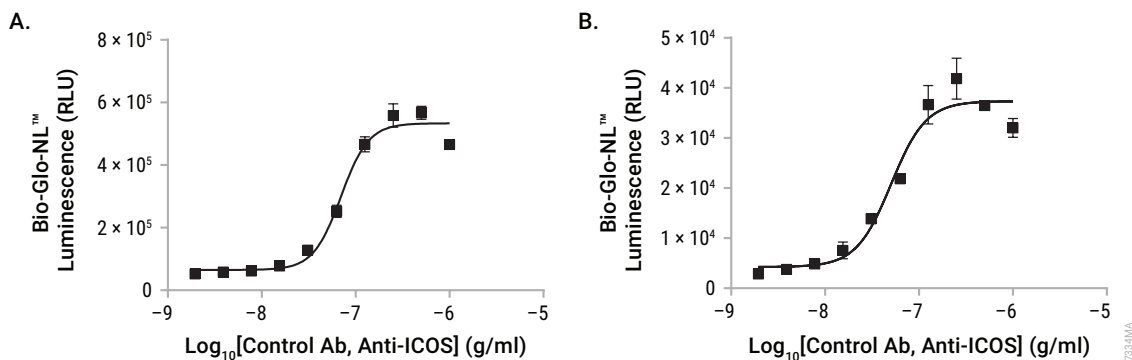 A.
Bio-Glo-NL™
Luminescence (RLU)
8 × 10⁵
6 × 10⁵
4 × 10⁵
2 × 10⁵
0
−9
−8
−7
−6
−5
Log₁₀[Control Ab, Anti-ICOS] (g/ml)
B.
Bio-Glo-NL™
Luminescence (RLU)
5 × 10⁴
4 × 10⁴
3 × 10⁴
2 × 10⁴
1 × 10⁴
0
−9
−8
−7
−6
−5
Log₁₀[Control Ab, Anti-ICOS] (g/ml)